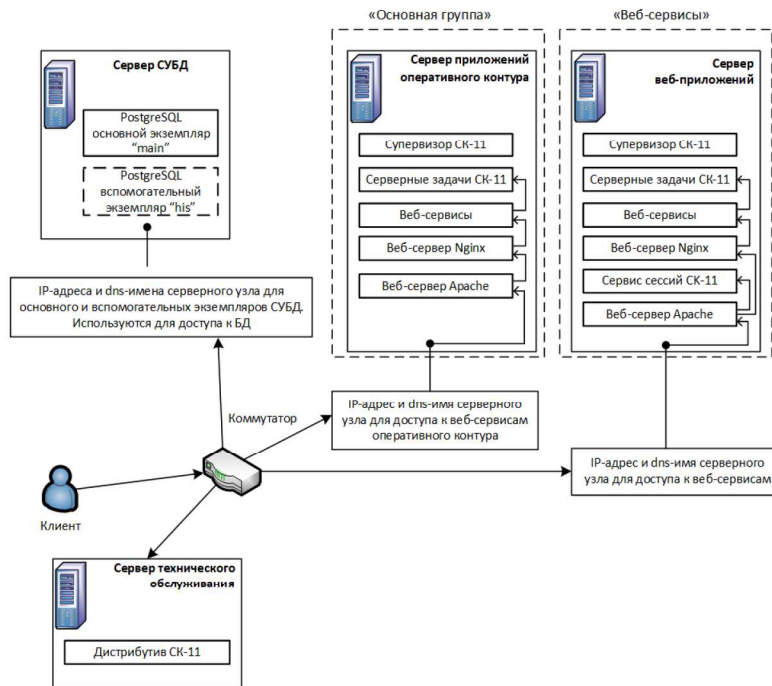 «Основная группа»
«Веб-сервисы»
Сервер СУБД
PostgreSQL
основной экземпляр
“main”
PostgreSQL
вспомогательный
экземпляр “his”
Сервер приложений
оперативного контура
Супервизор СК-11
Серверные задачи СК-11
Веб-сервисы
Веб-сервер Nginx
Веб-сервер Apache
Сервер
веб-приложений
Супервизор СК-11
Серверные задачи СК-11
Веб-сервисы
Веб-сервер Nginx
Сервис сессий СК-11
Веб-сервер Apache
IP-адреса и dns-имена серверного узла для
основного и вспомогательных экземпляров СУБД.
Используются для доступа к БД
Коммутатор
IP-адрес и dns-имя серверного
узла для доступа к веб-сервисам
оперативного контура
IP-адрес и dns-имя серверного
узла для доступа к веб-сервисам
Клиент
Сервер технического
обслуживания
Дистрибутив СК-11